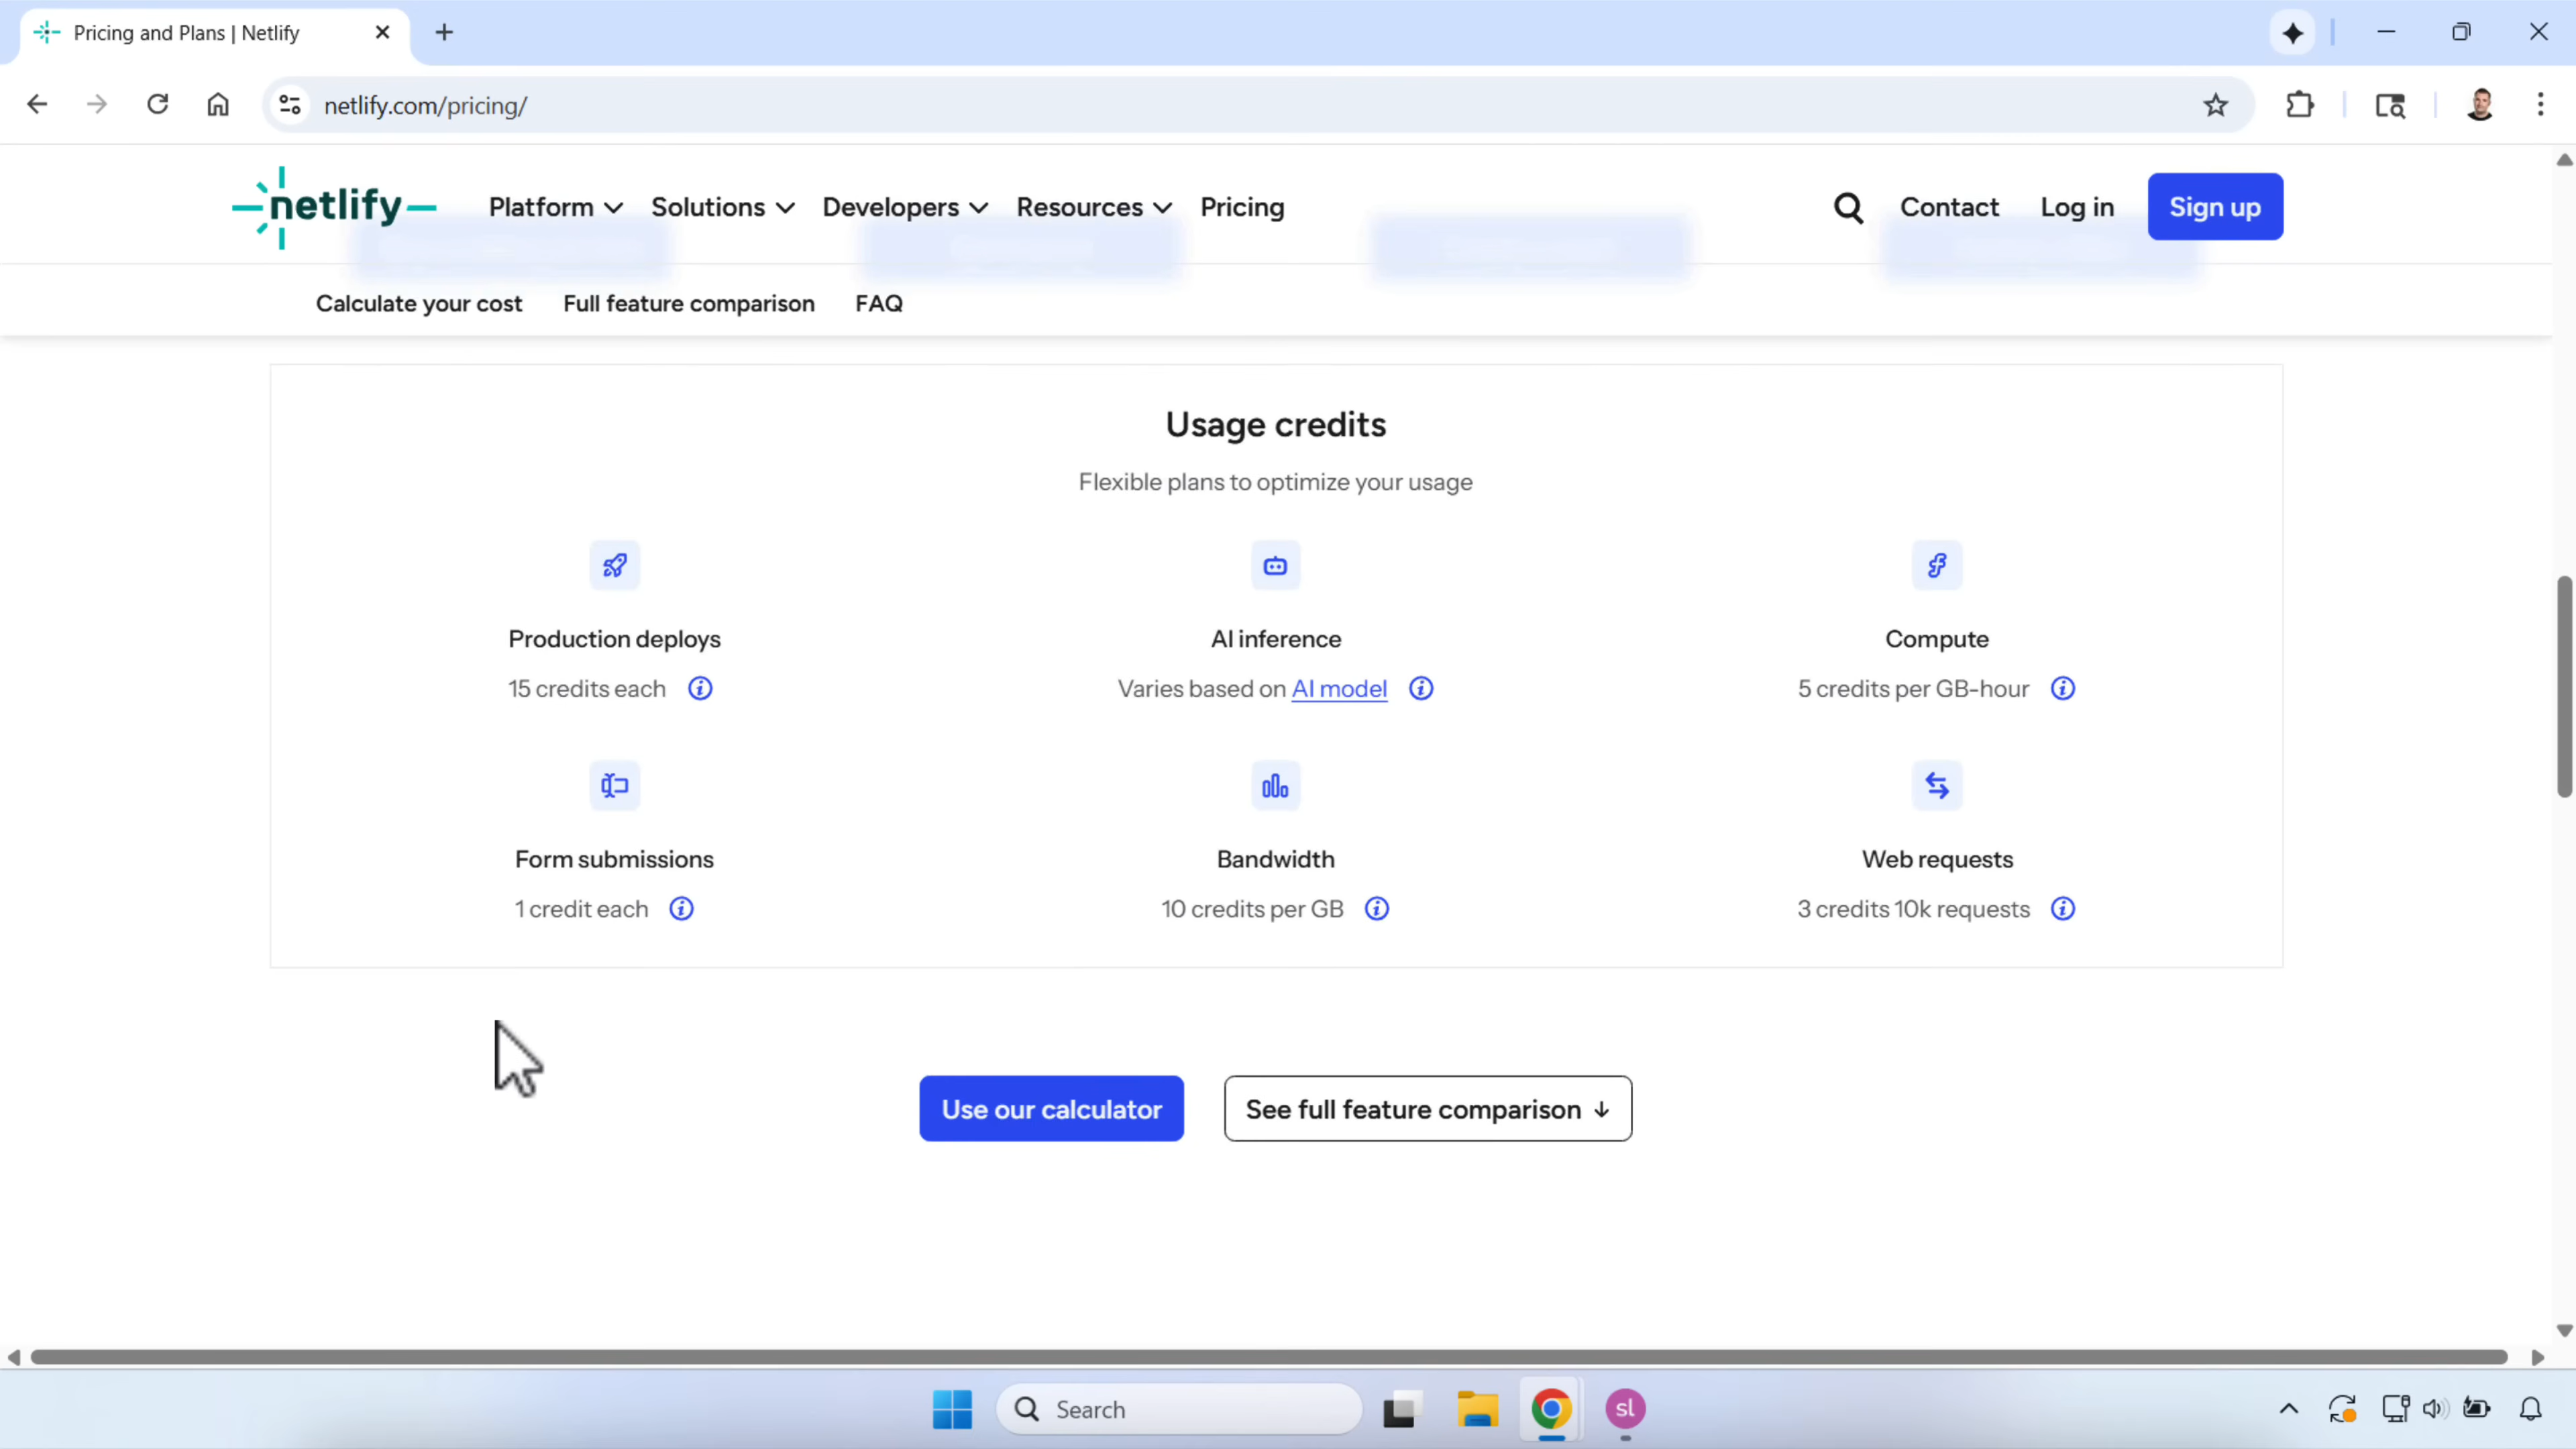 Pricing and Plans | Netlify
netlify.com/pricing/
netlify
Platform
Solutions
Developers
Resources
Pricing
Contact
Log in
Sign up
Calculate your cost
Full feature comparison
FAQ
Usage credits
Flexible plans to optimize your usage
Production deploys
15 credits each
AI inference
Varies based on AI model
Compute
5 credits per GB-hour
Form submissions
1 credit each
Bandwidth
10 credits per GB
Web requests
3 credits 10k requests
Use our calculator
See full feature comparison ↓
Search
sl